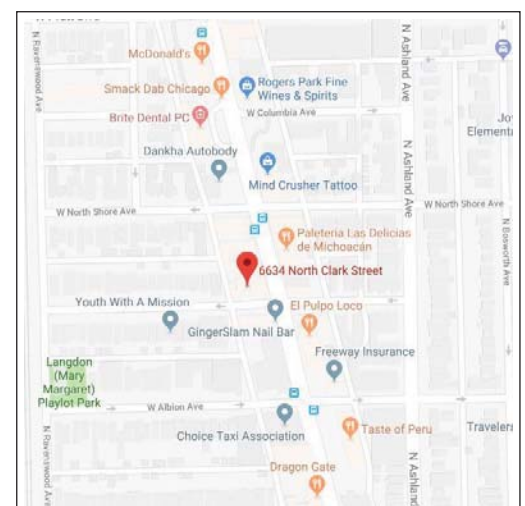 N Ravenswood Ave
N Ashland Ave
McDonald's
Smack Dab Chicago
Rogers Park Fine
Wines & Spirits
W Columbia Ave
Brite Dental PC
Dankha Autobody
N Ashland Ave
Mind Crusher Tattoo
W North Shore Ave
W North Shore Ave
N Bosworth Ave
Paleteria Las Delicias
de Michoacán
6634 North Clark Street
Youth With A Mission
El Pulpo Loco
GingerSlam Nail Bar
Freeway Insurance
Langdon
(Mary
Margaret)
Playlot Park
W Albion Ave
Choice Taxi Association
Taste of Peru
Travelers
N Ravenswood Ave
N Ashland
Dragon Gate